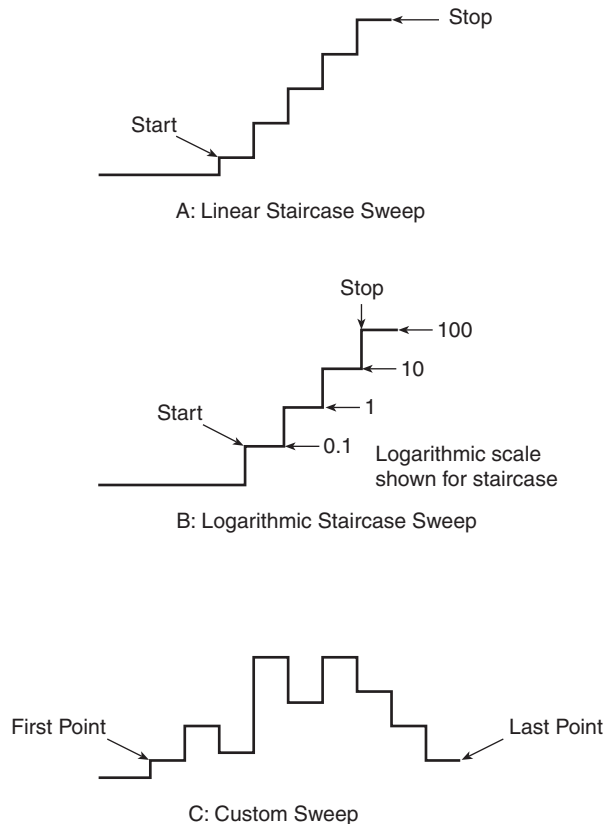 Stop
Start
A: Linear Staircase Sweep
Stop
100
10
Start
1
0.1
Logarithmic scale
shown for staircase
B: Logarithmic Staircase Sweep
First Point
Last Point
C: Custom Sweep